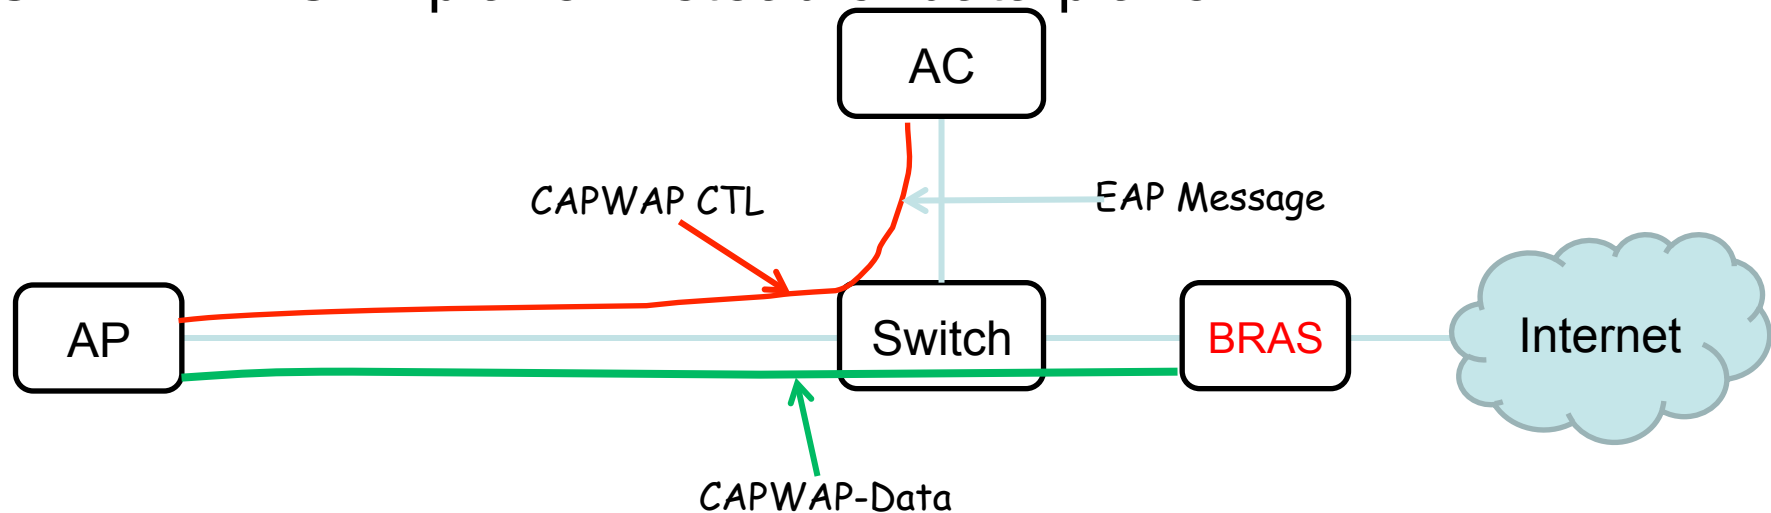 AC
CAPWAP CTL
EAP Message
AP
Switch
BRAS
Internet
CAPWAP-Data